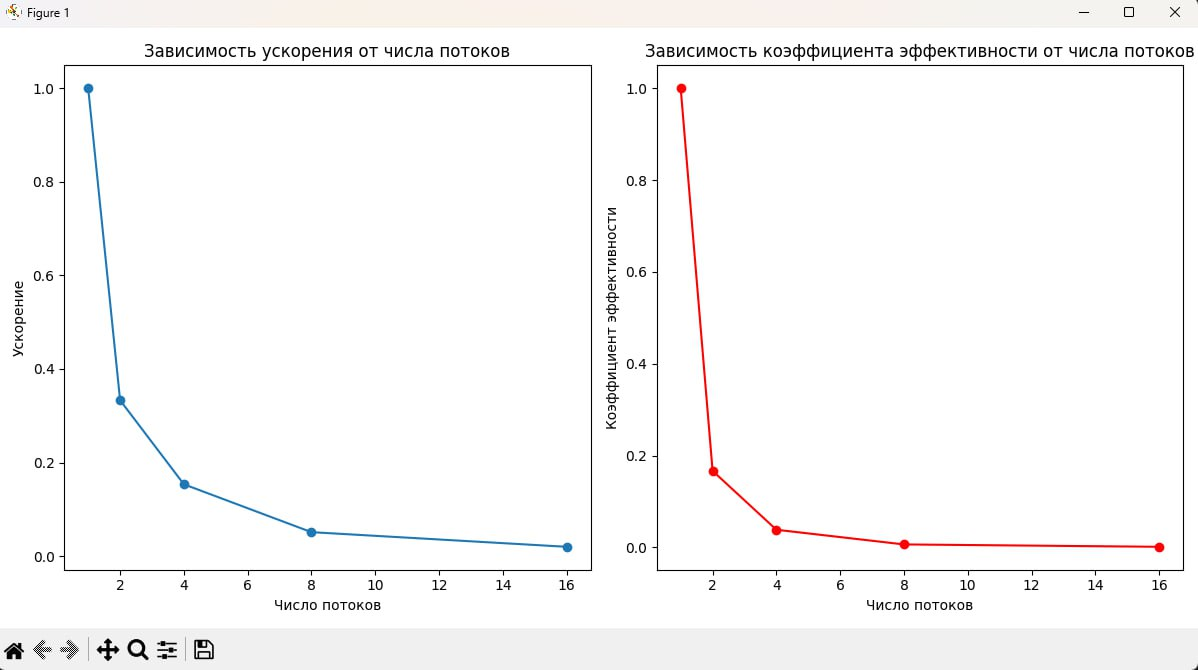 Figure 1
Зависимость ускорения от числа потоков
1.0
0.8
0.6
0.4
0.2
0.0
Ускорение
2 4 6 8 10 12 14 16
Число потоков
Зависимость коэффициента эффективности от числа потоков
1.0
0.8
0.6
0.4
0.2
0.0
Коэффициент эффективности
2 4 6 8 10 12 14 16
Число потоков